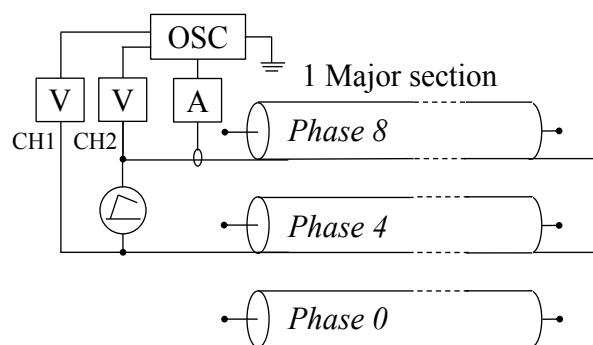 OSC
1 Major section
V
V
A
CH1
CH2
Phase 8
Phase 4
Phase 0